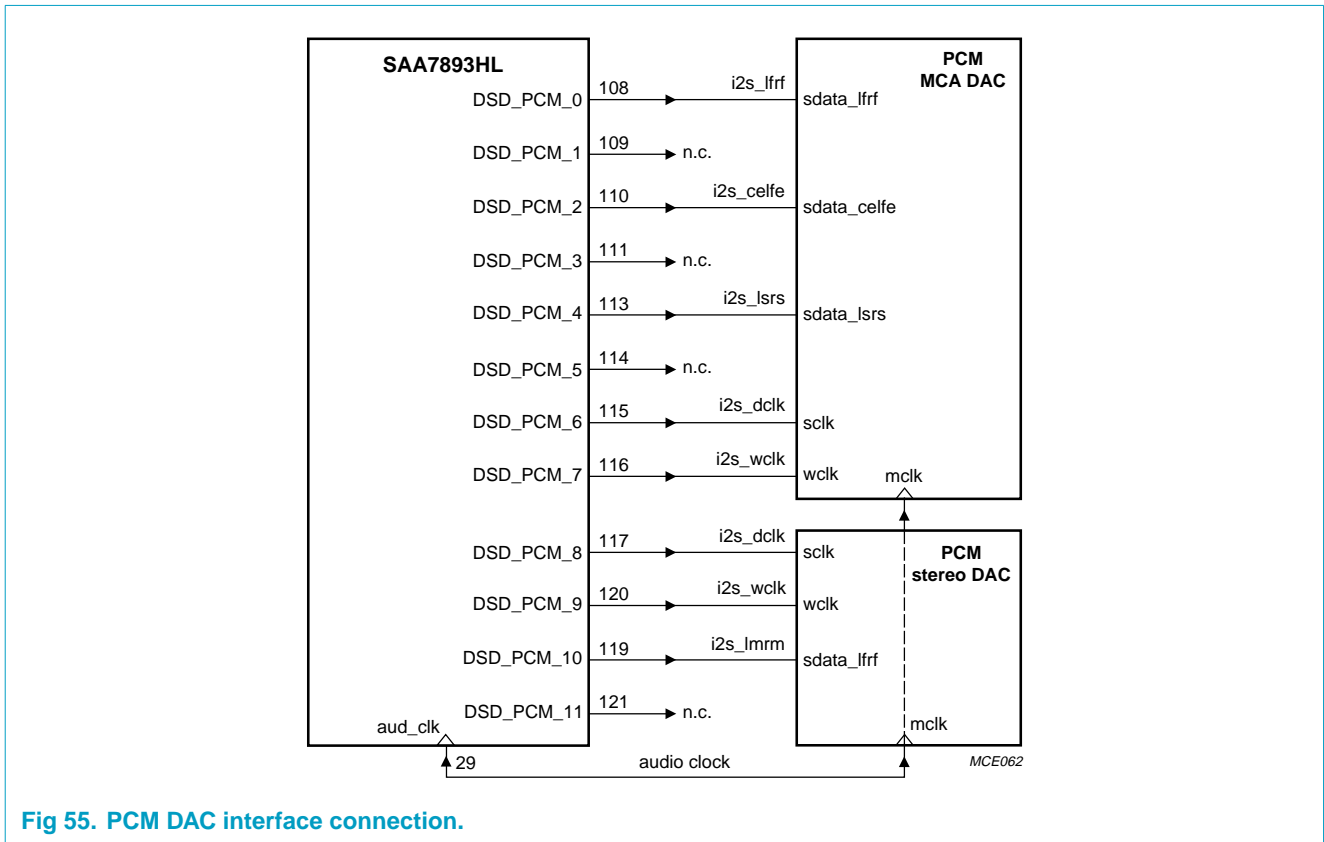 SAA7893HL
PCM
MCA DAC
DSD_PCM_0 108 i2s_lfrf sdata_lfrf
DSD_PCM_1 109 n.c.
DSD_PCM_2 110 i2s_celfe sdata_celfe
DSD_PCM_3 111 n.c.
DSD_PCM_4 113 i2s_lsrs sdata_lsrs
DSD_PCM_5 114 n.c.
DSD_PCM_6 115 i2s_dclk sclk
DSD_PCM_7 116 i2s_wclk wclk
mclk
DSD_PCM_8 117 i2s_dclk sclk
PCM
stereo DAC
DSD_PCM_9 120 i2s_wclk wclk
DSD_PCM_10 119 i2s_lmrm sdata_lfrf
DSD_PCM_11 121 n.c.
aud_clk mclk
29 audio clock MCE062
Fig 55. PCM DAC interface connection.